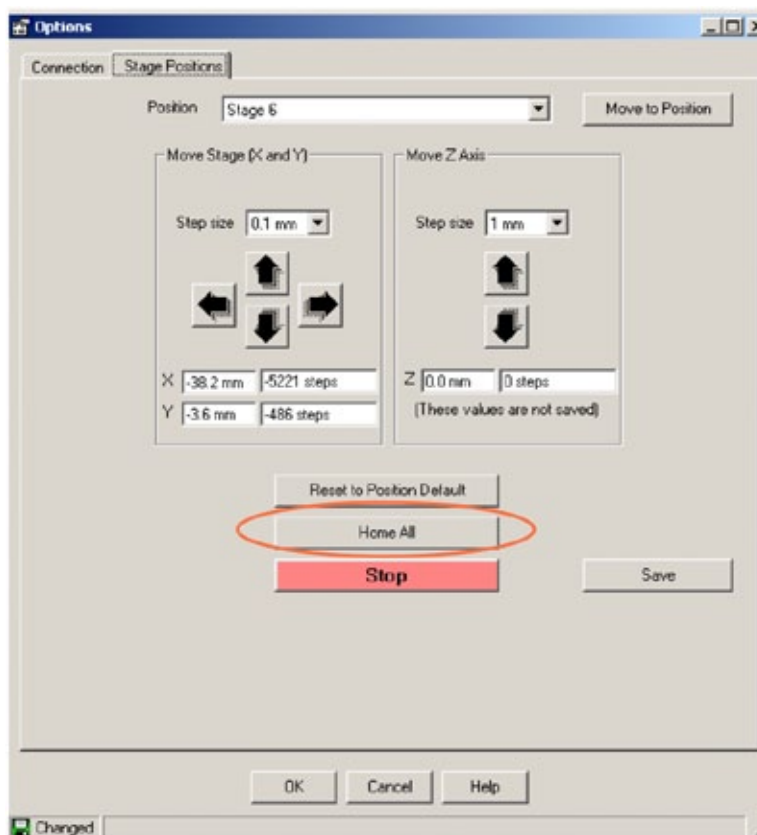 Options
Connection Stage Positions
Position Stage 6 Move to Position
Move Stage (X and Y) Move Z Axis
Step size 0.1 mm Step size 1 mm
X -38.2 mm -5221 steps Z 0.0 mm 0 steps
Y -3.6 mm -486 steps (These values are not saved)
Reset to Position Default
Home All
Stop Save
OK Cancel Help
Changed